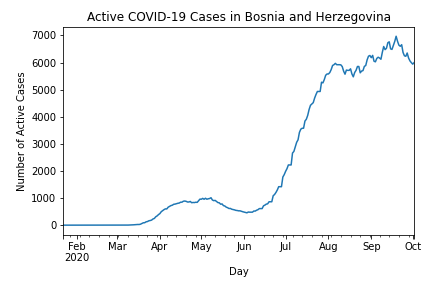 Active COVID-19 Cases in Bosnia and Herzegovina
Number of Active Cases
7000
6000
5000
4000
3000
2000
1000
0
Feb Mar Apr May Jun Jul Aug Sep Oct
2020
Day